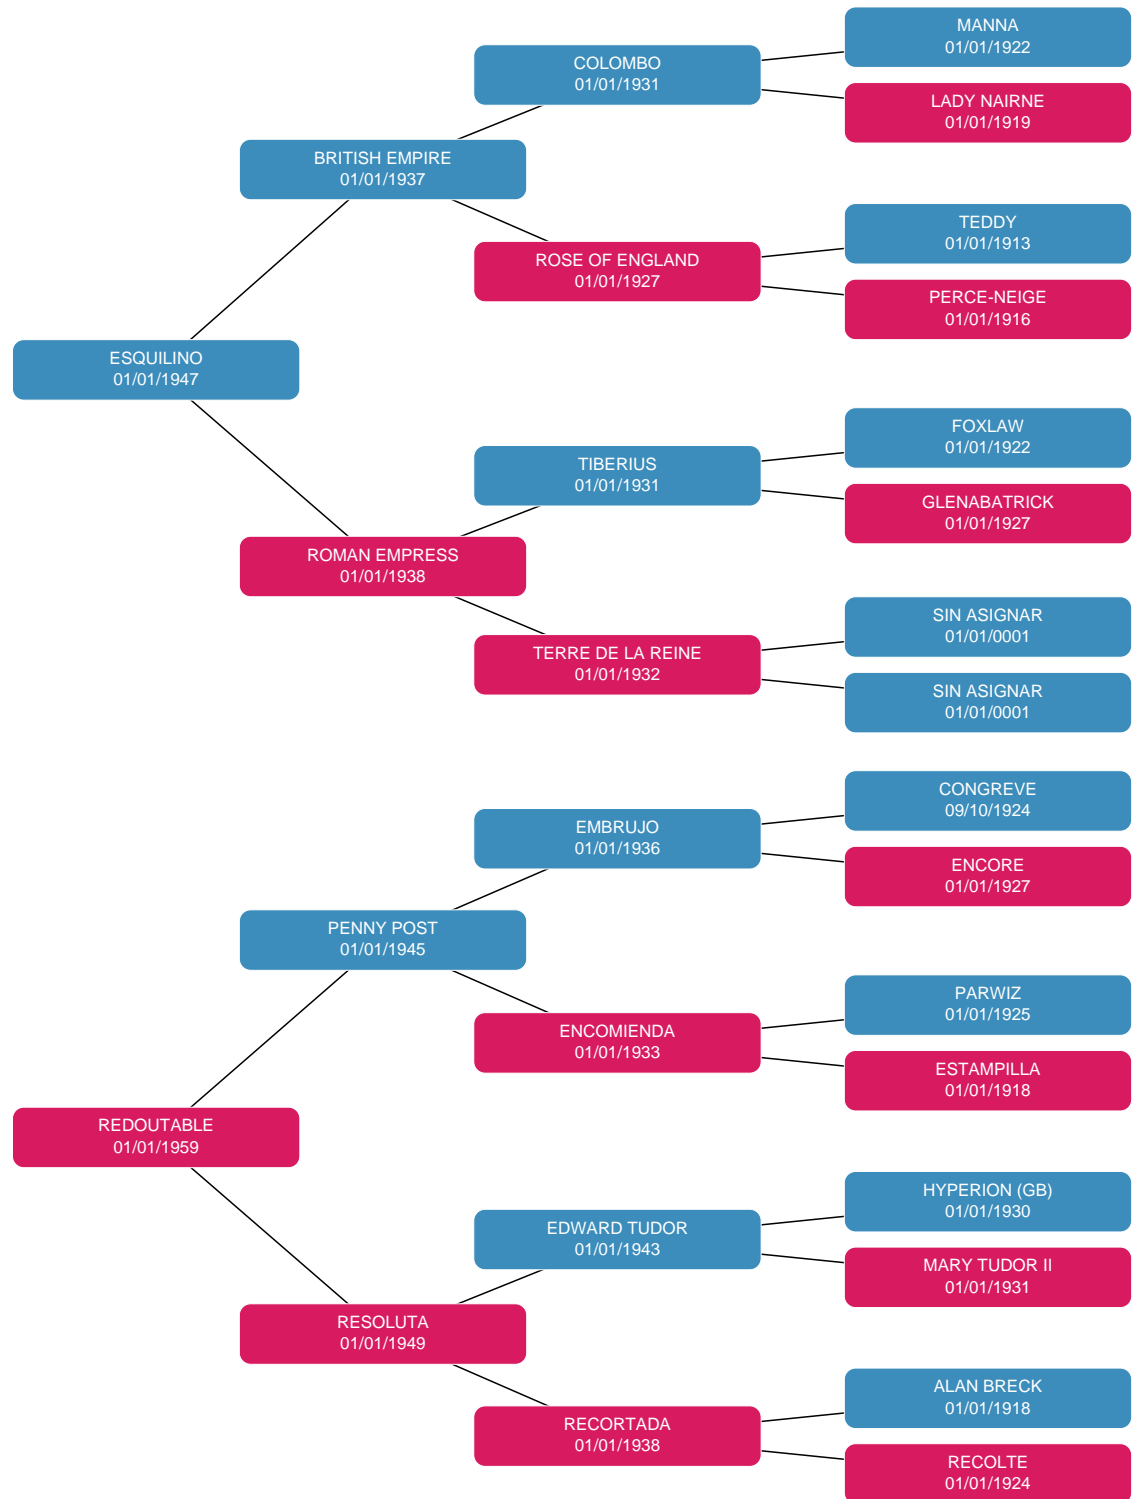 MANNA
01/01/1922
COLOMBO
01/01/1931
LADY NAIRNE
01/01/1919
BRITISH EMPIRE
01/01/1937
TEDDY
01/01/1913
ROSE OF ENGLAND
01/01/1927
PERCE-NEIGE
01/01/1916
ESQUILINO
01/01/1947
FOXLAW
01/01/1922
TIBERIUS
01/01/1931
GLENABATRICK
01/01/1927
ROMAN EMPRESS
01/01/1938
SIN ASIGNAR
01/01/0001
TERRE DE LA REINE
01/01/1932
SIN ASIGNAR
01/01/0001
CONGREVE
09/10/1924
EMBRUJO
01/01/1936
ENCORE
01/01/1927
PENNY POST
01/01/1945
PARWIZ
01/01/1925
ENCOMIENDA
01/01/1933
ESTAMPILLA
01/01/1918
REDOUTABLE
01/01/1959
HYPERION (GB)
01/01/1930
EDWARD TUDOR
01/01/1943
MARY TUDOR II
01/01/1931
RESOLUTA
01/01/1949
ALAN BRECK
01/01/1918
RECORTADA
01/01/1938
RECOLTE
01/01/1924